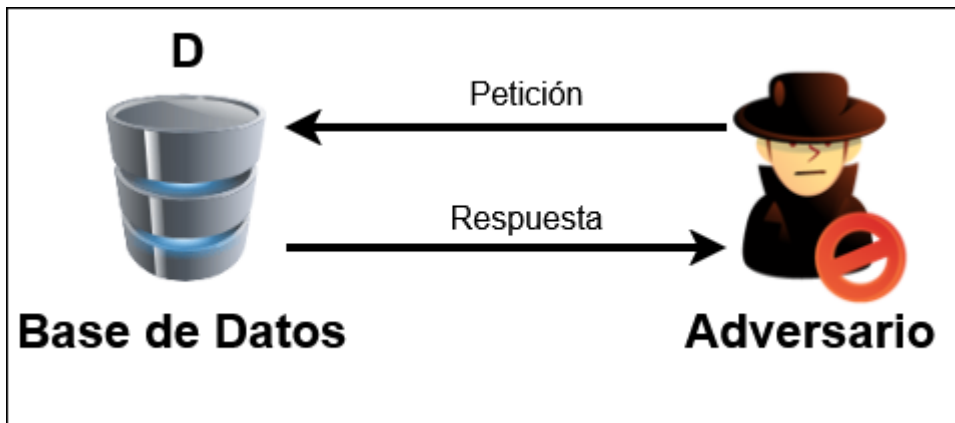 D
Petición
Respuesta
Base de Datos
Adversario